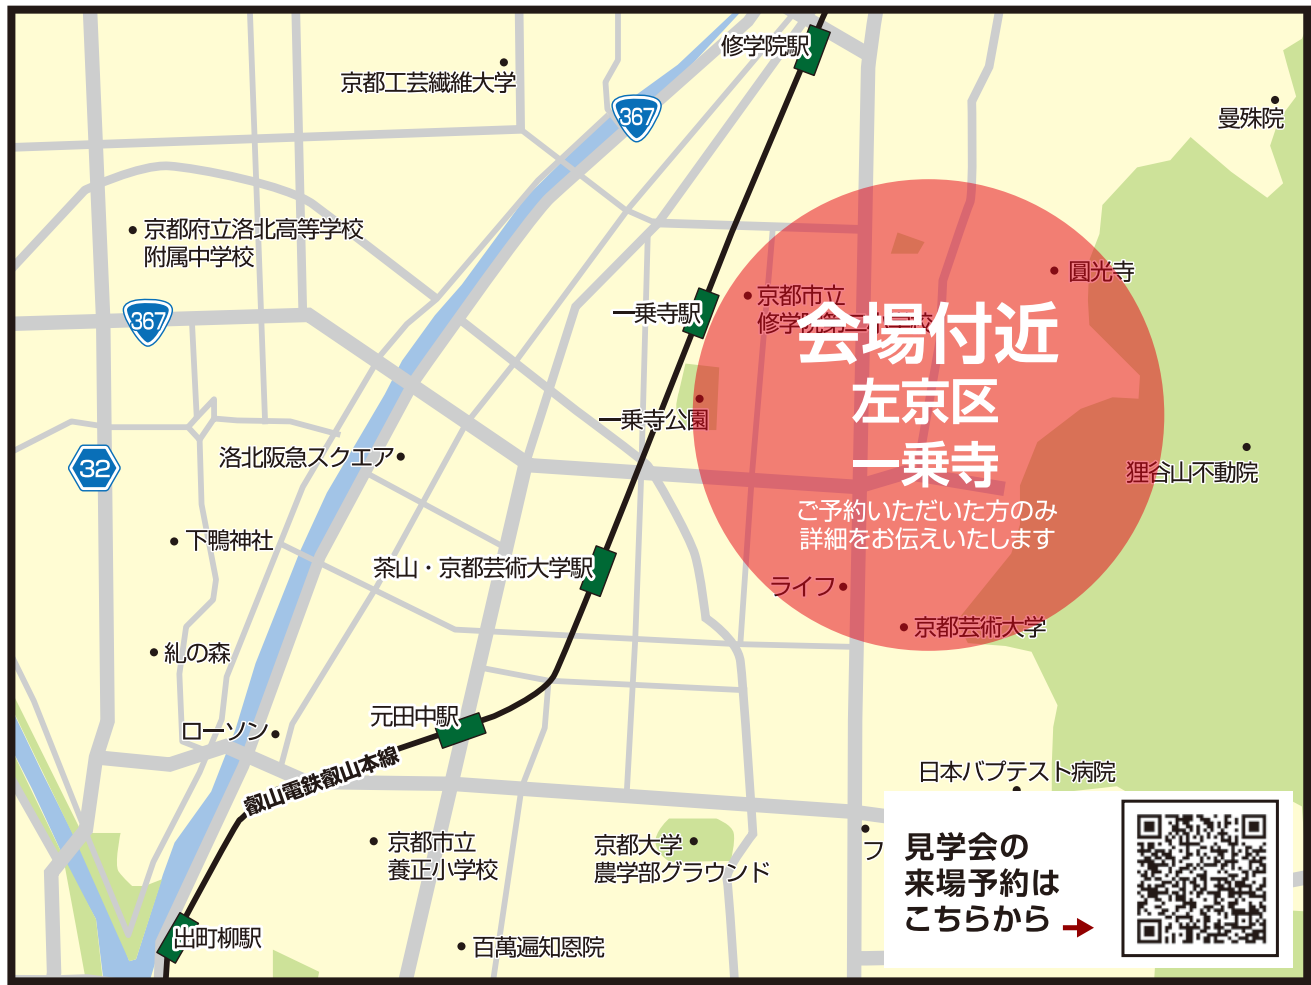 修学院駅
京都工芸繊維大学
367
曼殊院
京都府立洛北高等学校
附属中学校
圓光寺
367
一乗寺駅
京都市立
修学院第二小学校
会場付近
左京区
一乗寺
ご予約いただいた方のみ
詳細をお伝えいたします
一乗寺公園
洛北阪急スクエア
32
狸谷山不動院
下鴨神社
茶山・京都芸術大学駅
ライフ
京都芸術大学
糺の森
元田中駅
ローソン
叡山電鉄叡山本線
日本バプテスト病院
京都市立
養正小学校
京都大学
農学部グラウンド
フ
見学会の
来場予約は
こちらから
出町柳駅
百萬遍知恩院